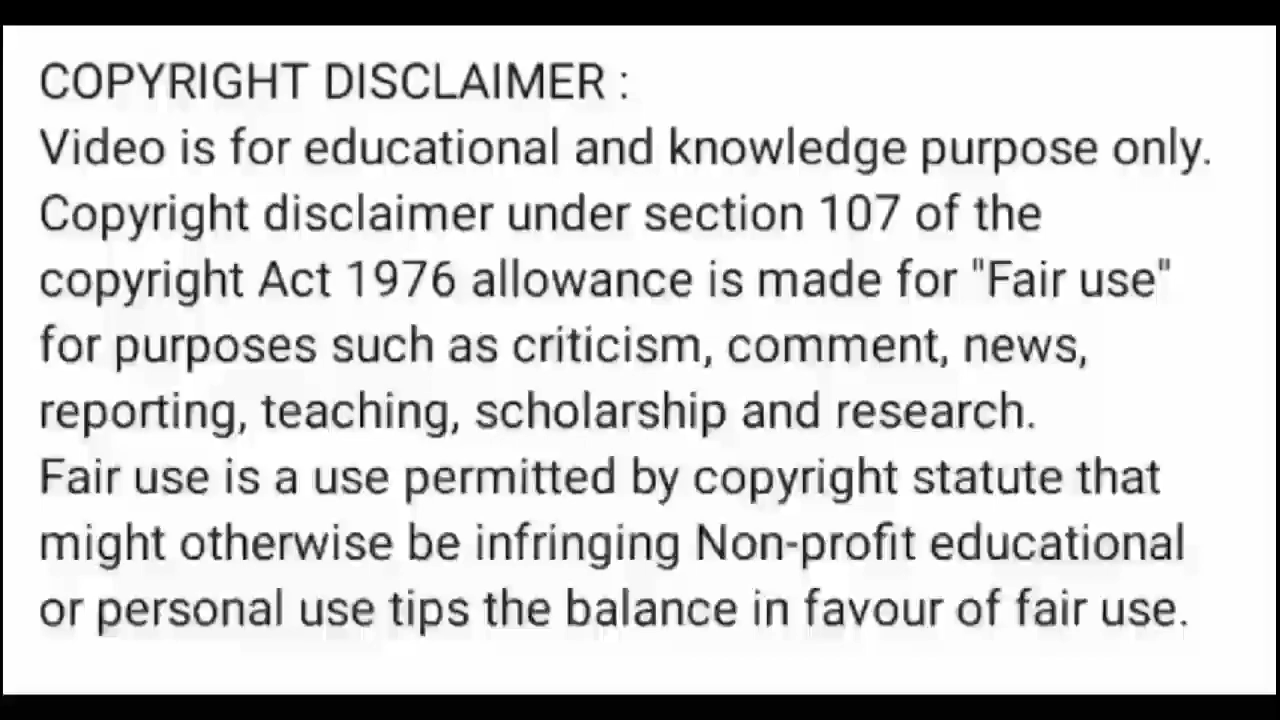 COPYRIGHT DISCLAIMER :
Video is for educational and knowledge purpose only.
Copyright disclaimer under section 107 of the
copyright Act 1976 allowance is made for "Fair use"
for purposes such as criticism, comment, news,
reporting, teaching, scholarship and research.
Fair use is a use permitted by copyright statute that
might otherwise be infringing Non-profit educational
or personal use tips the balance in favour of fair use.